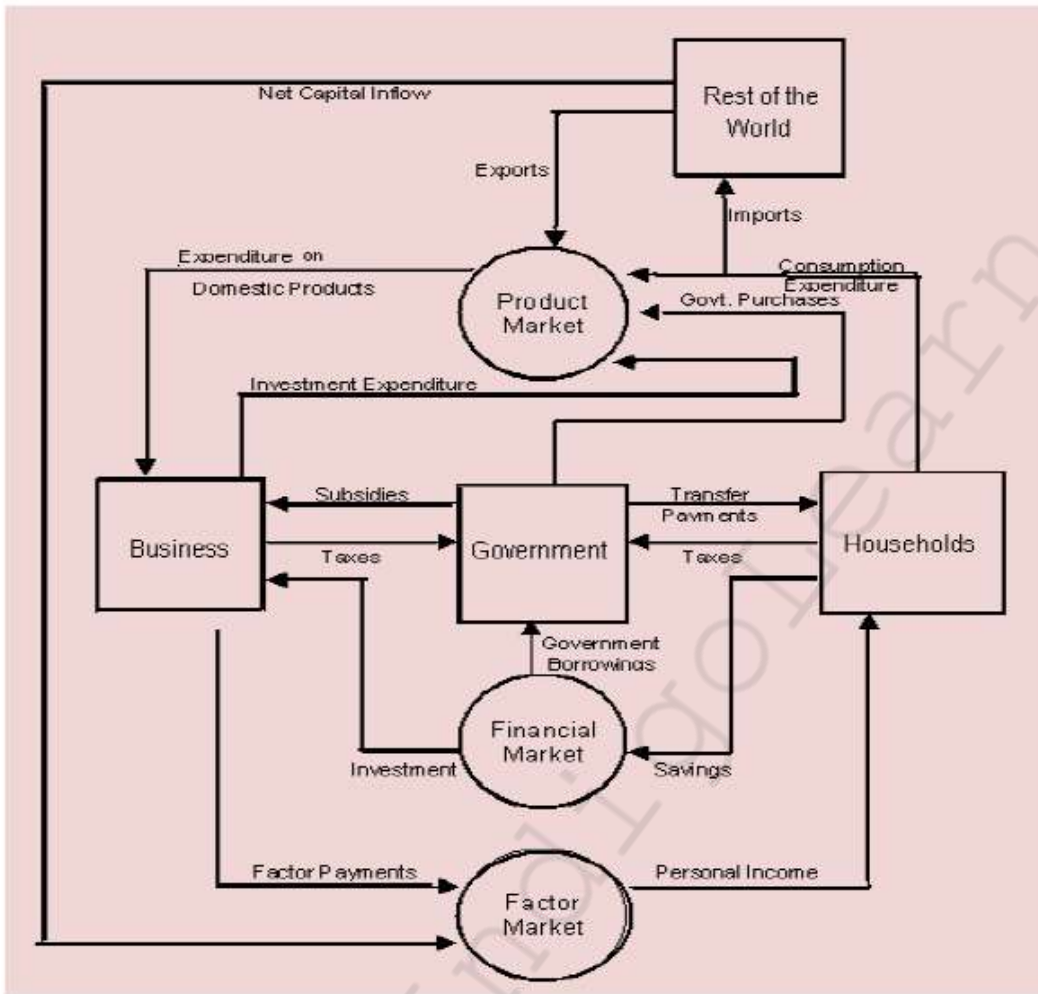 Net Capital Inflow
Rest of the
World
Exports
Imports
Expenditure on
Domestic Products
Product
Market
Consumption
Expenditure
Govt. Purchases
Investment Expenditure
Business
Subsidies
Taxes
Government
Transfer
Payments
Taxes
Households
Government
Borrowings
Financial
Market
Investment
Savings
Factor Payments
Factor
Market
Personal Income
IndigoLearn